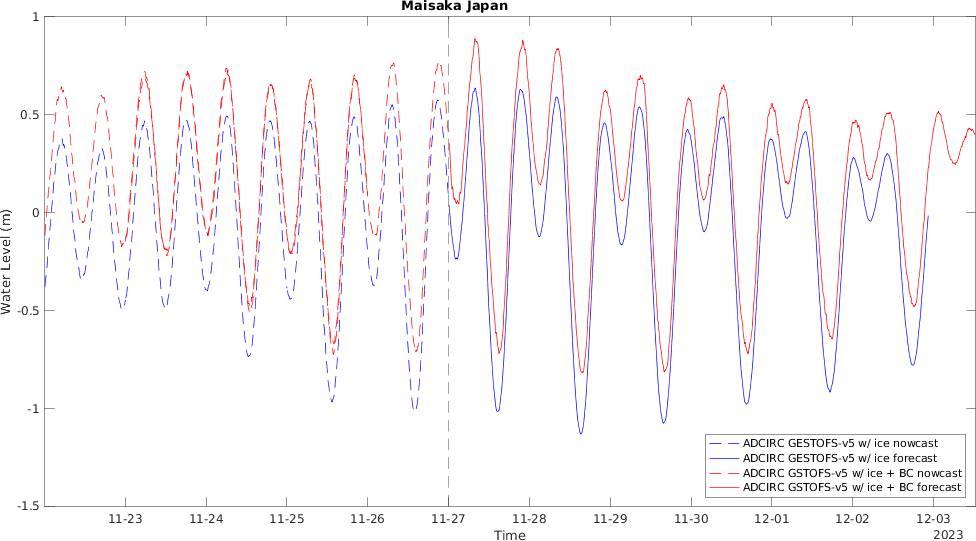 Maisaka Japan
1
0.5
0
-0.5
-1
-1.5
Water Level (m)
ADCIRC GESTOFS-v5 w/ ice nowcast
ADCIRC GESTOFS-v5 w/ ice forecast
ADCIRC GSTOFS-v5 w/ ice + BC nowcast
ADCIRC GSTOFS-v5 w/ ice + BC forecast
11-23 11-24 11-25 11-26 11-27 11-28 11-29 11-30 12-01 12-02 12-03
Time
2023